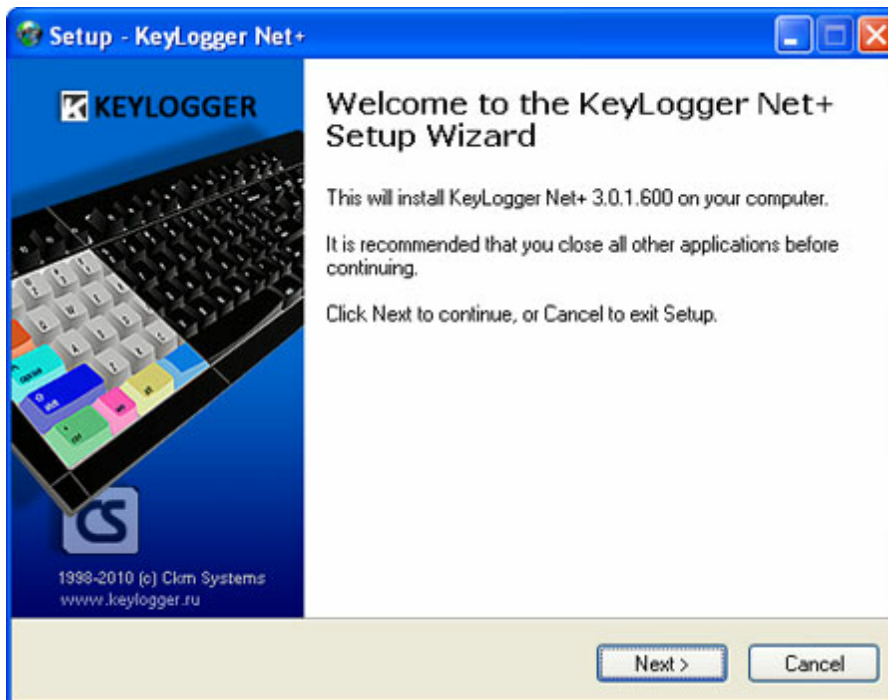 Setup - KeyLogger Net+
KEYLOGGER
Welcome to the KeyLogger Net+
Setup Wizard
This will install KeyLogger Net+ 3.0.1.600 on your computer.
It is recommended that you close all other applications before
continuing.
Click Next to continue, or Cancel to exit Setup.
CS
1998-2010 (c) Ckm Systems
www.keylogger.ru
Next >
Cancel